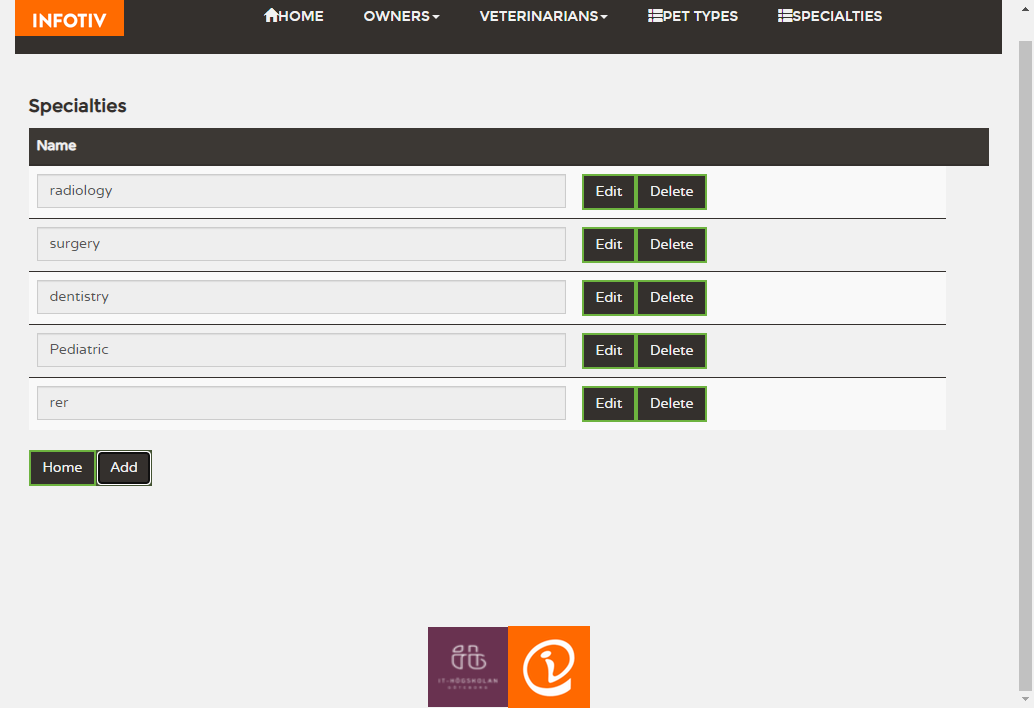 INFOTIV HOME OWNERS VETERINARIANS PET TYPES SPECIALTIES
Specialties
Name
radiology Edit Delete
surgery Edit Delete
dentistry Edit Delete
Pediatric Edit Delete
rer Edit Delete
Home Add
IT-HÖGSKOLAN
GÖTEBORG